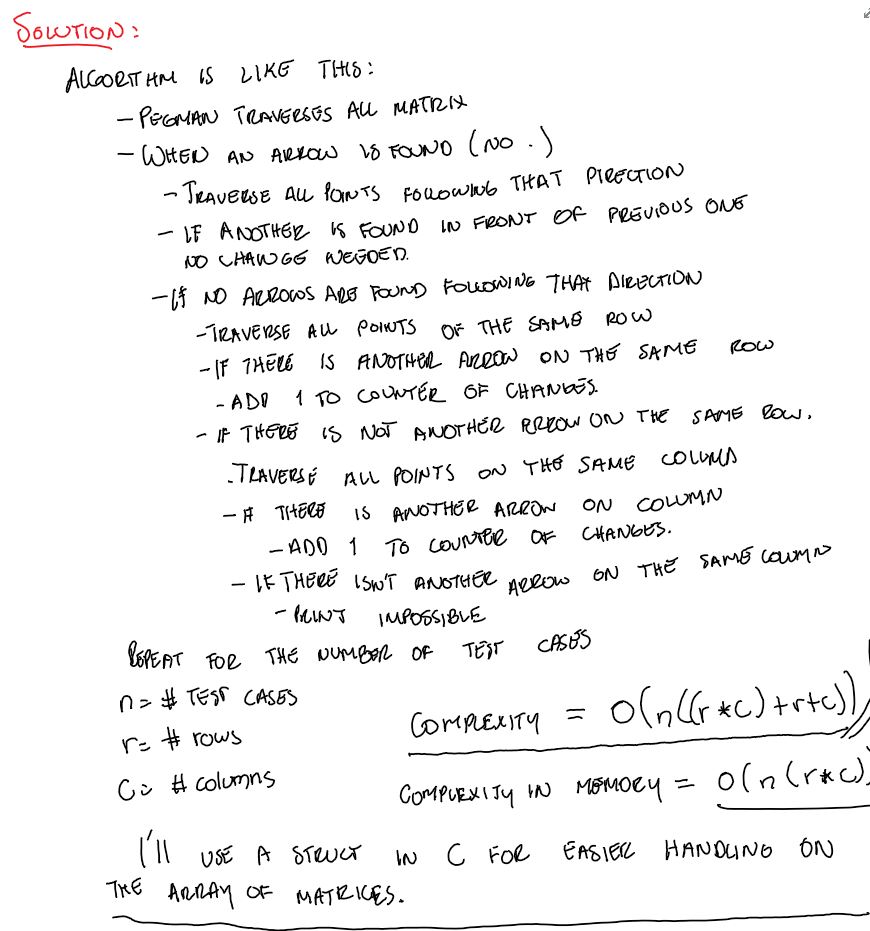 SOLUTION:
ALGORITHM IS LIKE THIS:
- PEGMAN TRAVERSES ALL MATRIX
- WHEN AN ARROW IS FOUND (NO .)
- TRAVERSE ALL POINTS FOLLOWING THAT DIRECTION
- IF ANOTHER IS FOUND IN FRONT OF PREVIOUS ONE
NO CHANGE NEEDED.
- If NO ARROWS ARE FOUND FOLLOWING THAT DIRECTION
- TRAVERSE ALL POINTS OF THE SAME ROW
- IF THERE IS ANOTHER ARROW ON THE SAME ROW
- ADD 1 TO COUNTER OF CHANGES.
- IF THERE IS NOT ANOTHER ARROW ON THE SAME ROW.
. TRAVERSE ALL POINTS ON THE SAME COLUMN
- IF THERE IS ANOTHER ARROW ON COLUMN
- ADD 1 TO COUNTER OF CHANGES.
- IF THERE ISN'T ANOTHER ARROW ON THE SAME COLUMN
- PRINT IMPOSSIBLE
REPEAT FOR THE NUMBER OF TEST CASES
n = # TEST CASES
r = # rows
C = # columns
COMPLEXITY = O(n((r*c)+r+c))
COMPLEXITY IN MEMORY = O(n(r*c)
I'll USE A STRUCT IN C FOR EASIER HANDLING ON
THE ARRAY OF MATRICES.